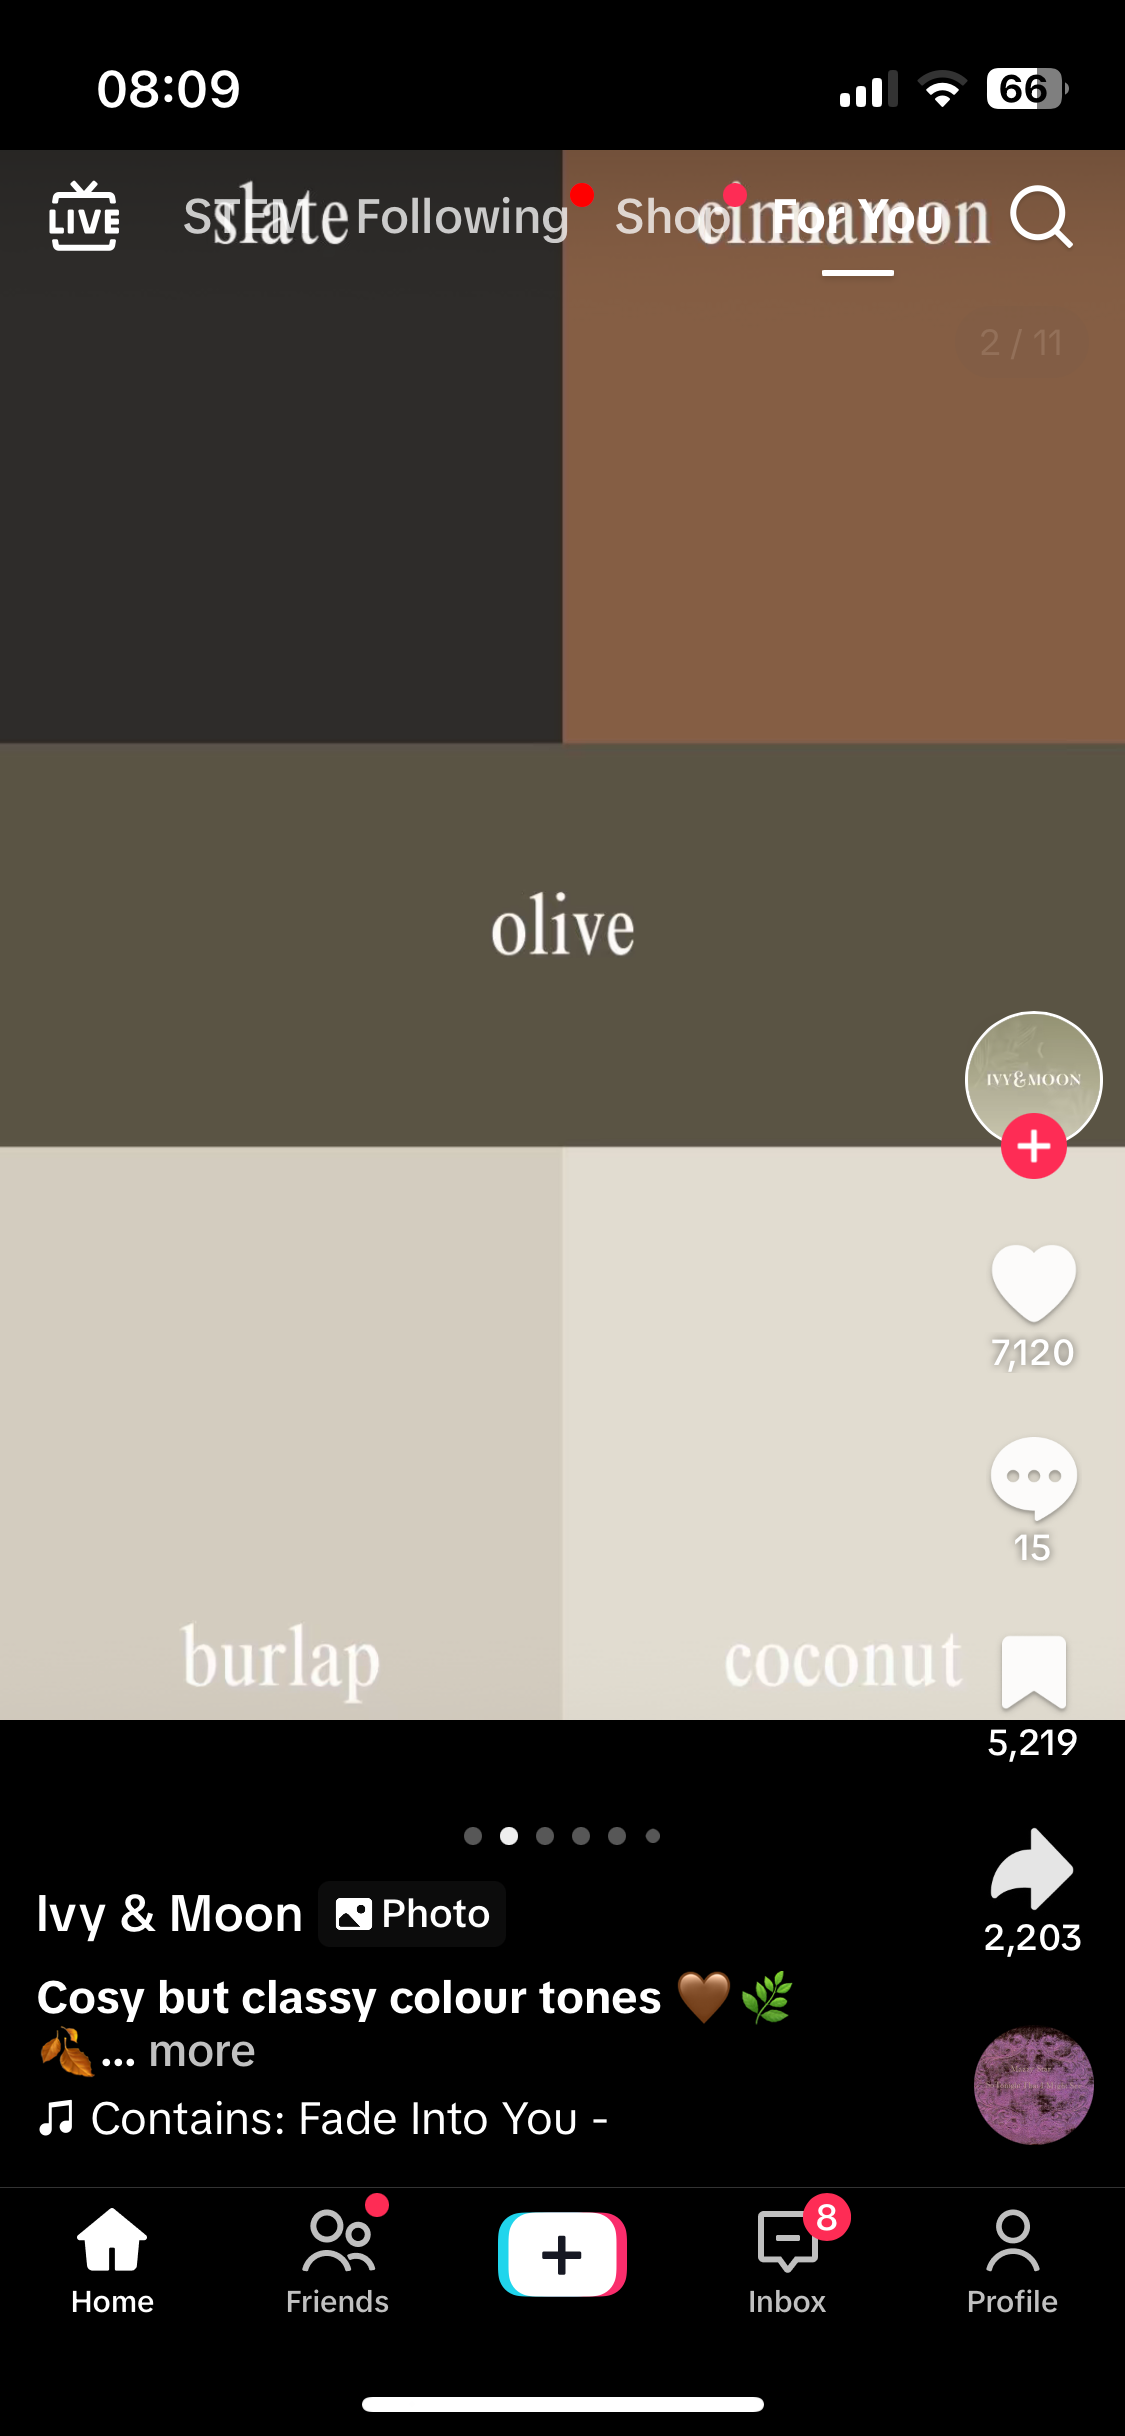 08:09
66
LIVE
STEM
Following
Shop
For You
slate
cinnamon
2 / 11
olive
IVY&MOON
7,120
15
burlap
coconut
5,219
2,203
Ivy & Moon
Photo
Cosy but classy colour tones 🤎🌿
🍂... more
Contains: Fade Into You -
Mazzy Star
Home
Friends
8
Inbox
Profile